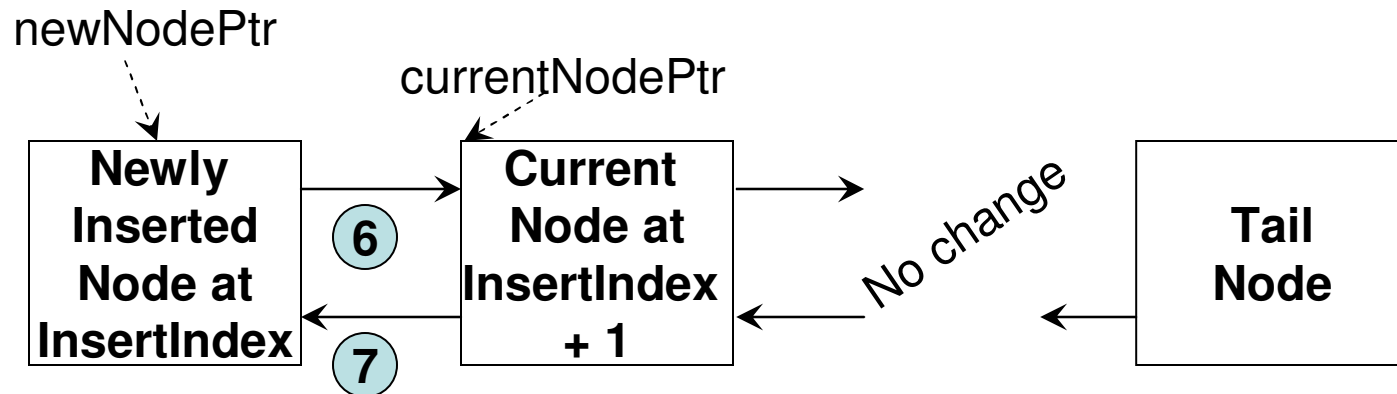 newNodePtr
currentNodePtr
Newly
Inserted
Node at
InsertIndex
6
7
Current
Node at
InsertIndex
+ 1
No change
Tail
Node